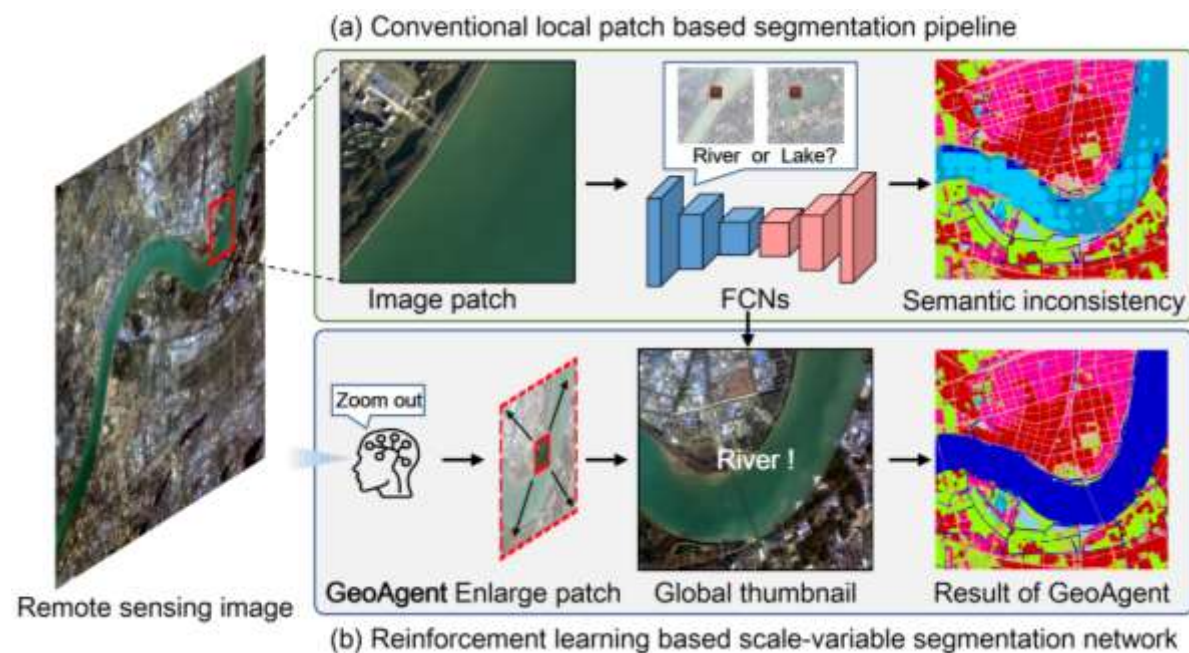 (a) Conventional local patch based segmentation pipeline
River or Lake?
Image patch
FCNs
Semantic inconsistency
Zoom out
River !
Remote sensing image
GeoAgent
Enlarge patch
Global thumbnail
Result of GeoAgent
(b) Reinforcement learning based scale-variable segmentation network